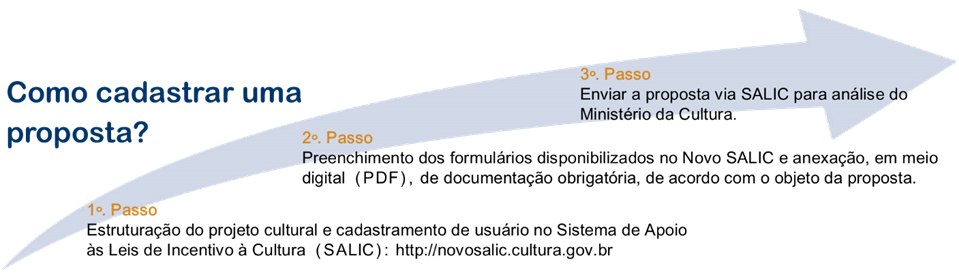 Como cadastrar uma
proposta?
1º. Passo
Estruturação do projeto cultural e cadastramento de usuário no Sistema de Apoio
às Leis de Incentivo à Cultura (SALIC): http://novosalic.cultura.gov.br
2º. Passo
Preenchimento dos formulários disponibilizados no Novo SALIC e anexação, em meio
digital (PDF), de documentação obrigatória, de acordo com o objeto da proposta.
3º. Passo
Enviar a proposta via SALIC para análise do
Ministério da Cultura.